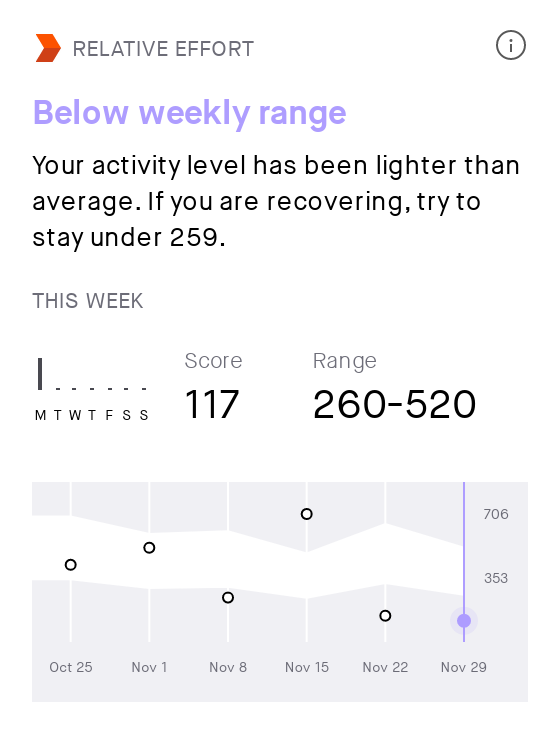 RELATIVE EFFORT
Below weekly range
Your activity level has been lighter than
average. If you are recovering, try to
stay under 259.
THIS WEEK
Score Range
117 260-520
M T W T F S S
706
353
Oct 25 Nov 1 Nov 8 Nov 15 Nov 22 Nov 29